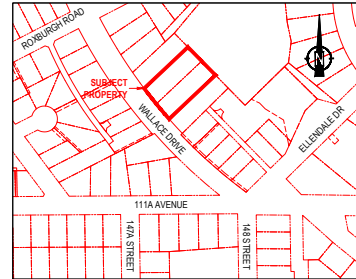 ROXBURGH ROAD
SUBJECT
PROPERTY
N
WALLACE DRIVE
ELLENDALE DR
111A AVENUE
147A STREET
148 STREET